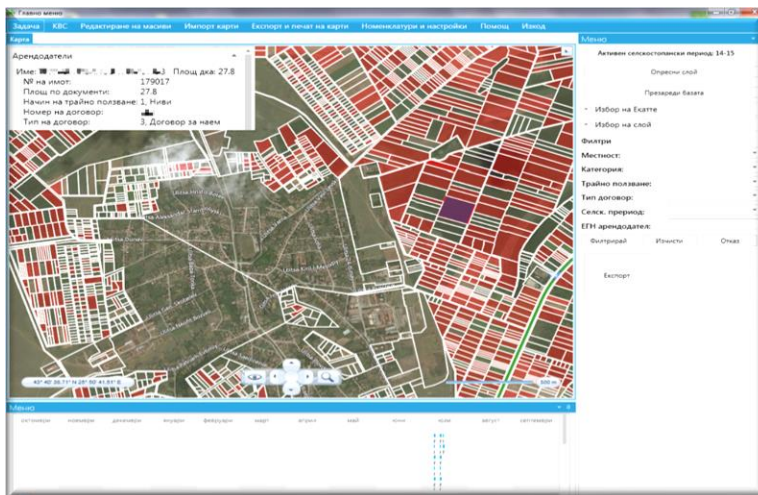 Главно меню
Задача КВС Редактиране на масиви Импорт карти Експорт и печат на карти Номенклатури и настройки Помощ Изход
Карта
Арендодатели
Име: Площ дка: 27.8
№ на имот: 179017
Площ по документи: 27.8
Начин на трайно ползване: 1, Ниви
Номер на договор:
Тип на договор: 3, Договор за наем
500 m
Меню
Активен селскостопански период: 14-15
Опресни слой
Презареди базата
Избор на Екатте
Избор на слой
Филтри
Местност:
Категория:
Трайно ползване:
Тип договор:
Селск. прериод:
ЕГН арендодател:
Филтрирай Изчисти Отказ
Експорт
Меню
октомври ноември декември януари февруари март април май юни юли август септември